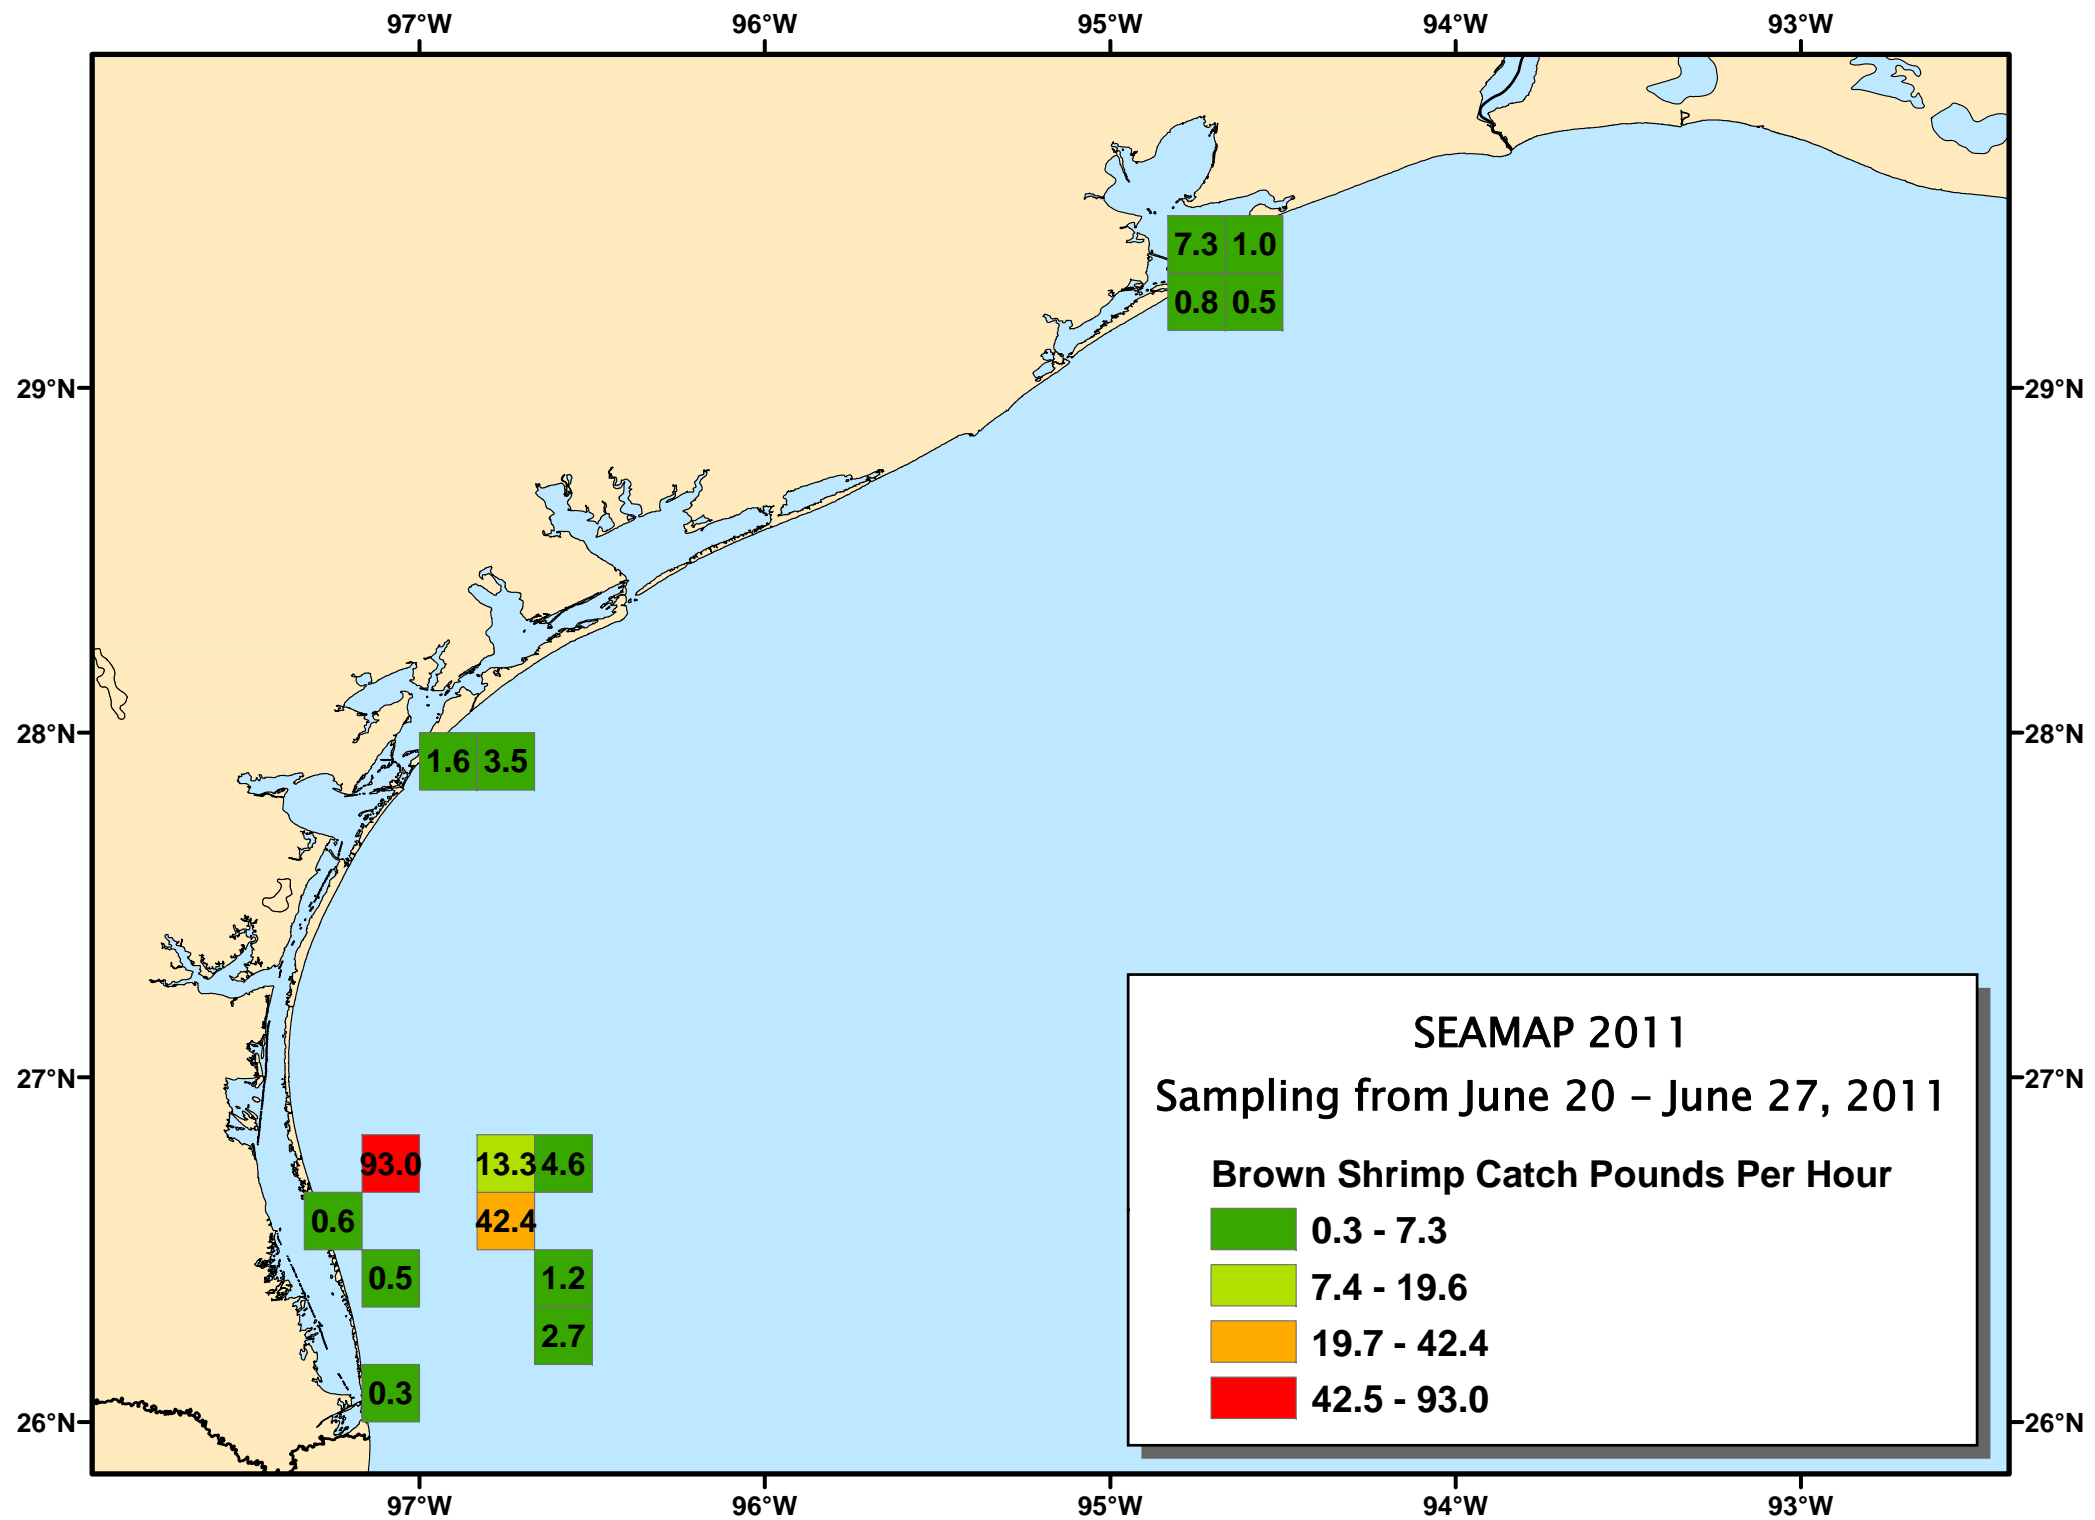 97°W 96°W 95°W 94°W 93°W
7.3 1.0
0.8 0.5
29°N 29°N
28°N 28°N
1.6 3.5
27°N 27°N
93.0 13.3 4.6
0.6 42.4
0.5 1.2
2.7
0.3
26°N 26°N
SEAMAP 2011
Sampling from June 20 - June 27, 2011
Brown Shrimp Catch Pounds Per Hour
0.3 - 7.3
7.4 - 19.6
19.7 - 42.4
42.5 - 93.0
97°W 96°W 95°W 94°W 93°W